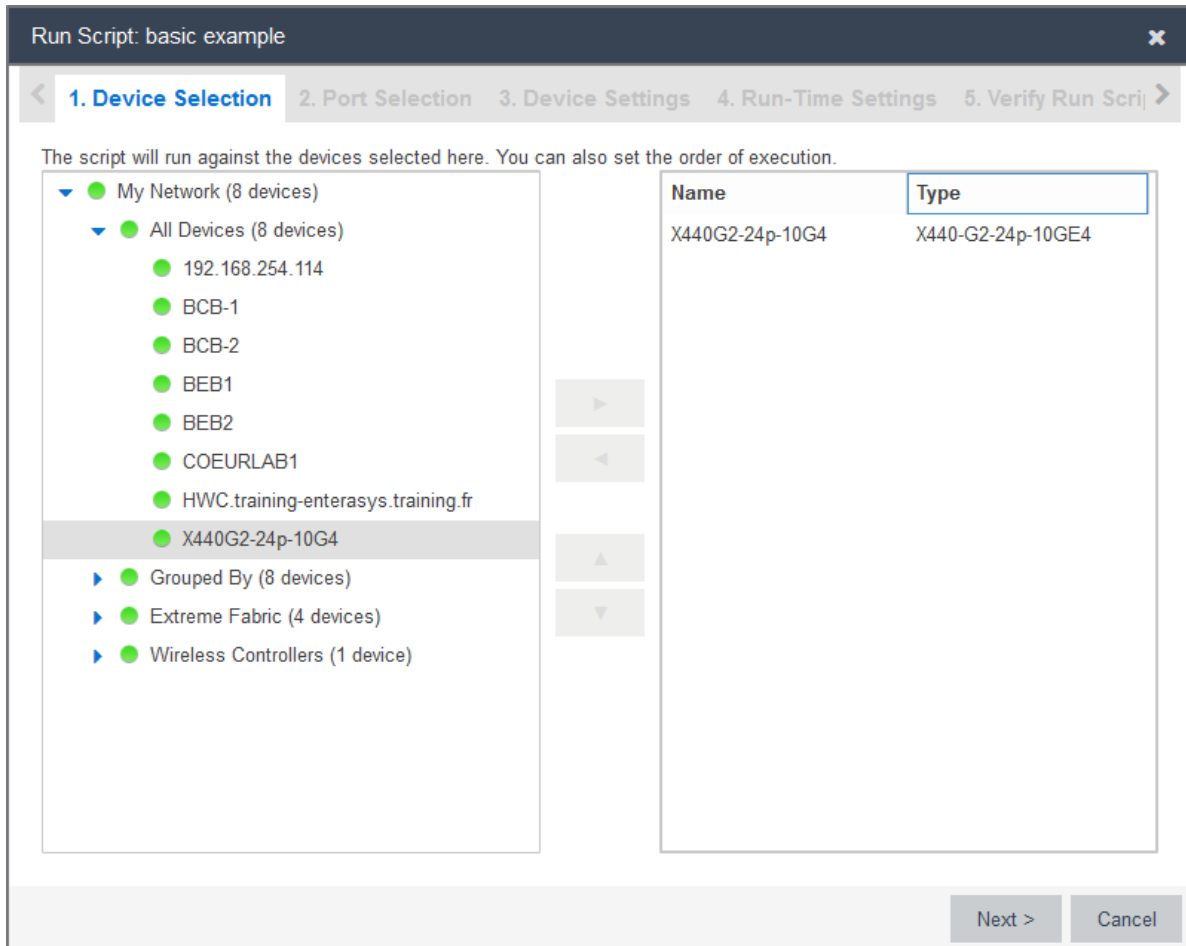 Run Script: basic example
1. Device Selection 2. Port Selection 3. Device Settings 4. Run-Time Settings 5. Verify Run Scri
The script will run against the devices selected here. You can also set the order of execution.
My Network (8 devices)
All Devices (8 devices)
192.168.254.114
BCB-1
BCB-2
BEB1
BEB2
COEURLAB1
HWC.training-enterasys.training.fr
X440G2-24p-10G4
Grouped By (8 devices)
Extreme Fabric (4 devices)
Wireless Controllers (1 device)
Name Type
X440G2-24p-10G4 X440-G2-24p-10GE4
Next > Cancel